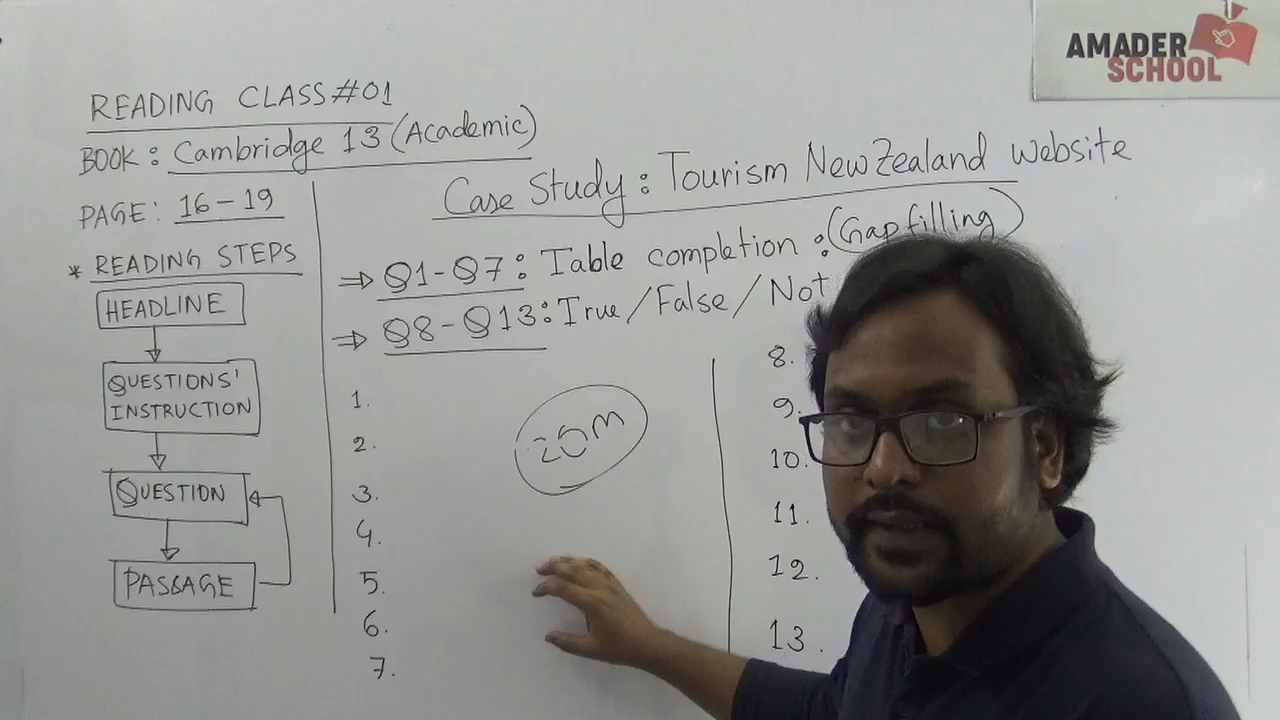 AMADER
SCHOOL
READING CLASS#01
BOOK: Cambridge 13 (Academic)
PAGE: 16-19
* READING STEPS
HEADLINE
QUESTIONS'
INSTRUCTION
QUESTION
PASSAGE
Case Study: Tourism New Zealand website
⇒ Q1-Q7: Table completion: (Gap filling)
⇒ Q8-Q13: True/False/Not
20m
1.
2.
3.
4.
5.
6.
7.
8.
9.
10.
11.
12.
13.